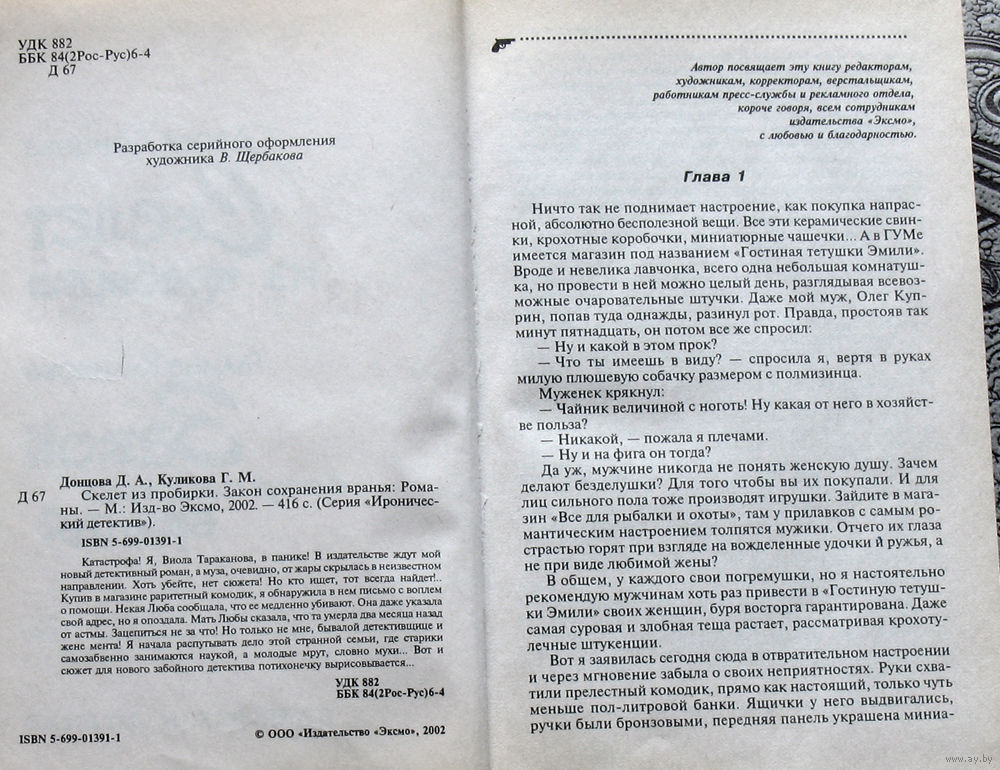 УДК 882
ББК 84(2Рос-Рус)6-4
Д 67
Разработка серийного оформления
художника В. Щербакова
Донцова Д. А., Куликова Г. М.
Д 67 Скелет из пробирки. Закон сохранения вранья: Рома-
ны. — М.: Изд-во Эксмо, 2002. — 416 с. (Серия «Ирониче-
ский детектив»).
ISBN 5-699-01391-1
Катастрофа! Я, Виола Тараканова, в панике! В издательстве ждут мой
новый детективный роман, а муза, очевидно, от жары скрылась в неизвестном
направлении. Хоть убейте, нет сюжета! Но кто ищет, тот всегда найдет!..
Купив в магазине раритетный комодик, я обнаружила в нем письмо с воплем
о помощи. Некая Люба сообщала, что ее медленно убивают. Она даже указала
свой адрес, но я опоздала. Мать Любы сказала, что та умерла два месяца назад
от астмы. Зацепиться не за что! Но только не мне, бывалой детективщице и
жене мента! Я начала распутывать дело этой странной семьи, где старики
самозабвенно занимаются наукой, а молодые мрут, словно мухи... Вот и
сюжет для нового забойного детектива потихонечку вырисовывается...
УДК 882
ББК 84(2Рос-Рус)6-4
ISBN 5-699-01391-1
© ООО «Издательство «Эксмо», 2002
Автор посвящает эту книгу редакторам,
художникам, корректорам, верстальщикам,
работникам пресс-службы и рекламного отдела,
короче говоря, всем сотрудникам
издательства «Эксмо»,
с любовью и благодарностью.
Глава 1
Ничто так не поднимает настроение, как покупка напрас-
ной, абсолютно бесполезной вещи. Все эти керамические свин-
ки, крохотные коробочки, миниатюрные чашечки... А в ГУМе
имеется магазин под названием «Гостиная тетушки Эмили».
Вроде и невелика лавчонка, всего одна небольшая комнатуш-
ка, но провести в ней можно целый день, разглядывая всевоз-
можные очаровательные штучки. Даже мой муж, Олег Куп-
рин, попав туда однажды, разинул рот. Правда, простояв так
минут пятнадцать, он потом все же спросил:
— Ну и какой в этом прок?
— Что ты имеешь в виду? — спросила я, вертя в руках
милую плюшевую собачку размером с полмизинца.
Муженек крякнул:
— Чайник величиной с ноготь! Ну какая от него в хозяйст-
ве польза?
— Никакой, — пожала я плечами.
— Ну и на фига он тогда?
Да уж, мужчине никогда не понять женскую душу. Зачем
делают безделушки? Для того чтобы вы их покупали. И для
лиц сильного пола тоже производят игрушки. Зайдите в мага-
зин «Все для рыбалки и охоты», там у прилавков с самым ро-
мантическим настроением толпятся мужики. Отчего их глаза
страстью горят при взгляде на вожделенные удочки и ружья, а
не при виде любимой жены?
В общем, у каждого свои погремушки, но я настоятельно
рекомендую мужчинам хоть раз привести в «Гостиную тетуш-
ки Эмили» своих женщин, буря восторга гарантирована. Даже
самая суровая и злобная теща растает, рассматривая крохоту-
лечные штукенции.
Вот я заявилась сегодня сюда в отвратительном настроении
и через мгновение забыла о своих неприятностях. Руки схва-
тили прелестный комодик, прямо как настоящий, только чуть
меньше пол-литровой банки. Ящички у него выдвигались,
ручки были бронзовыми, передняя панель украшена миниа-
www.ay.by